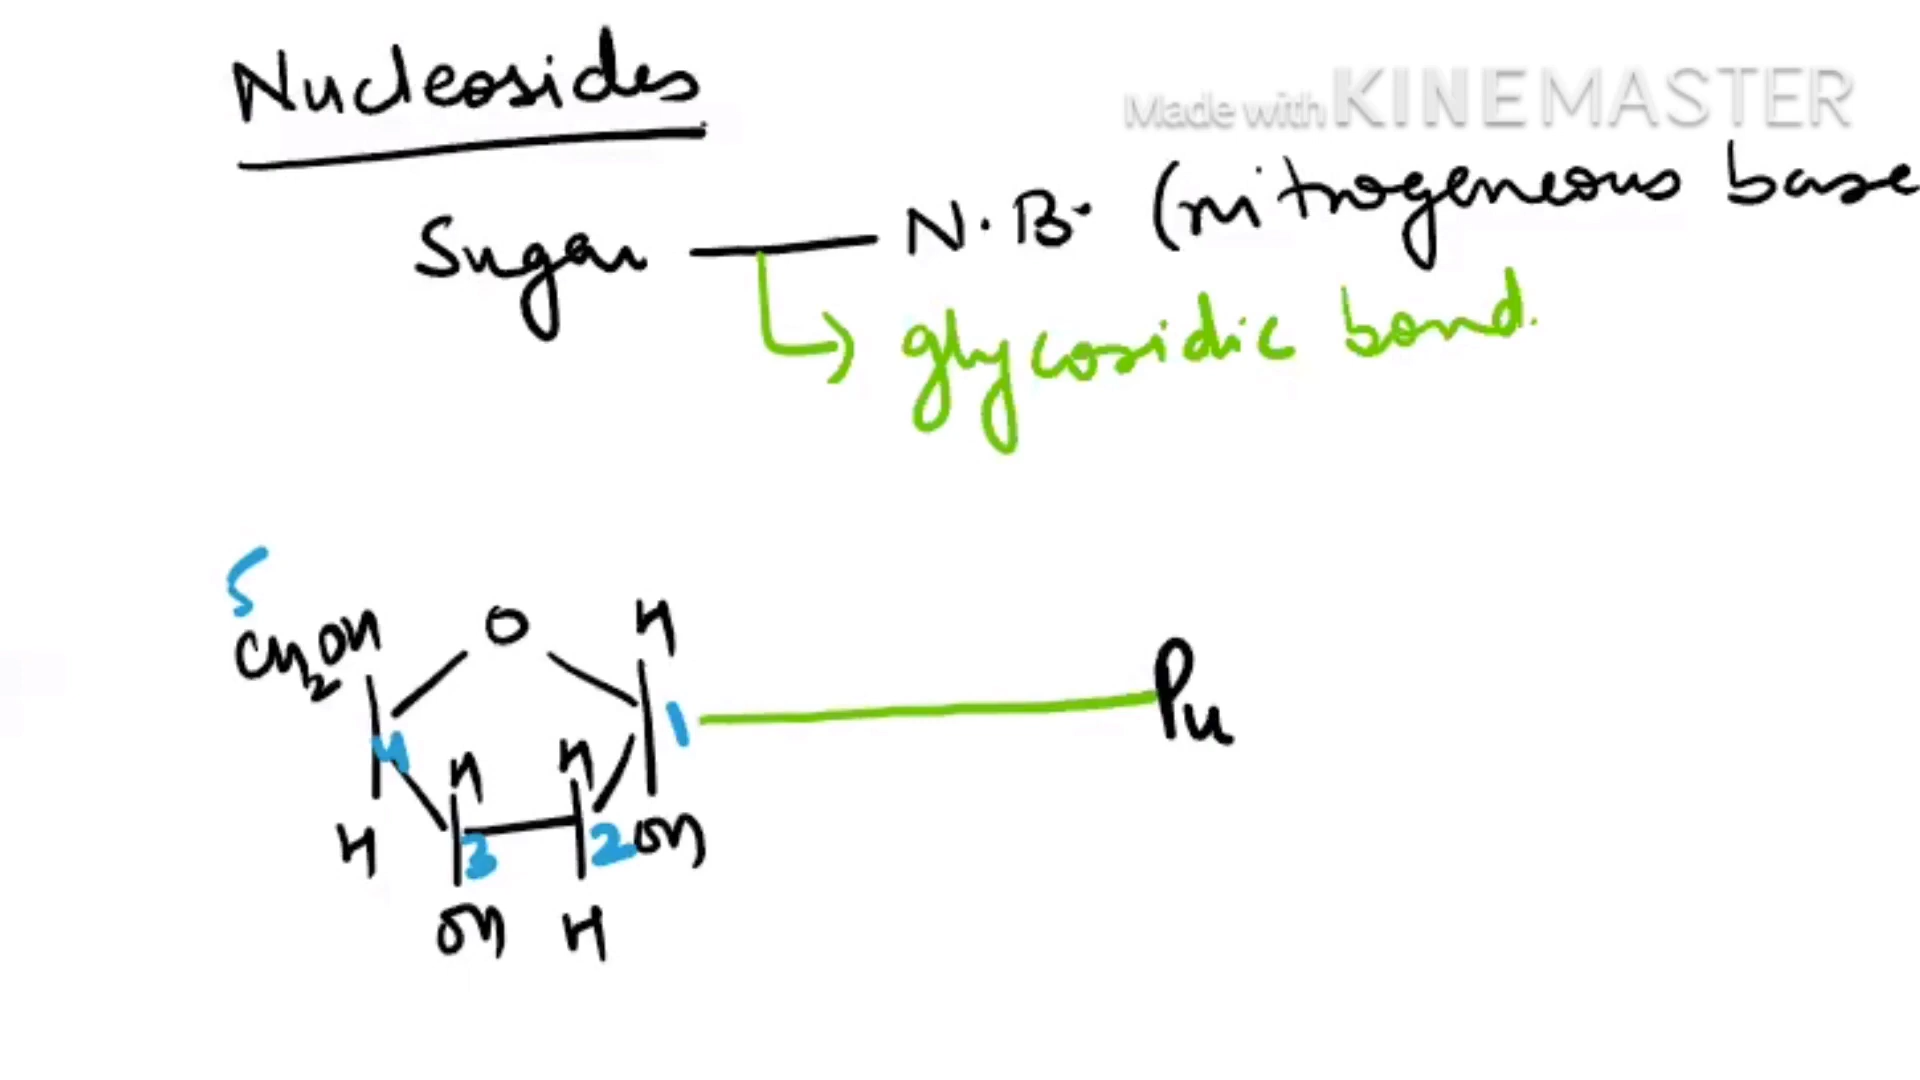 Nucleosides
Made with KINEMASTER
Sugar — N.B. (nitrogeneous base
glycosidic bond.
5
CH2OH O H
4 H H 1 Pu
H 3 2 OH
OH H